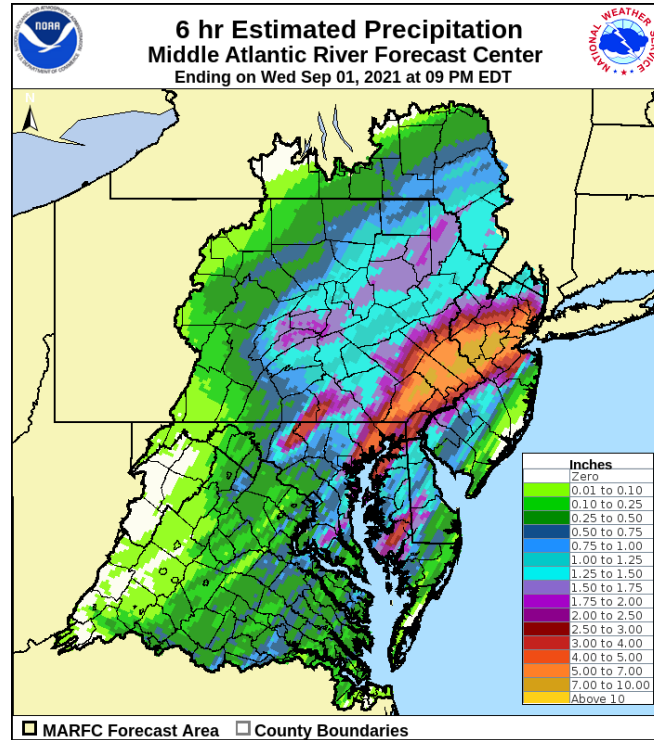 6 hr Estimated Precipitation
Middle Atlantic River Forecast Center
Ending on Wed Sep 01, 2021 at 09 PM EDT
NOAA
NATIONAL WEATHER SERVICE
N
Inches
Zero
0.01 to 0.10
0.10 to 0.25
0.25 to 0.50
0.50 to 0.75
0.75 to 1.00
1.00 to 1.25
1.25 to 1.50
1.50 to 1.75
1.75 to 2.00
2.00 to 2.50
2.50 to 3.00
3.00 to 4.00
4.00 to 5.00
5.00 to 7.00
7.00 to 10.00
Above 10
MARFC Forecast Area County Boundaries